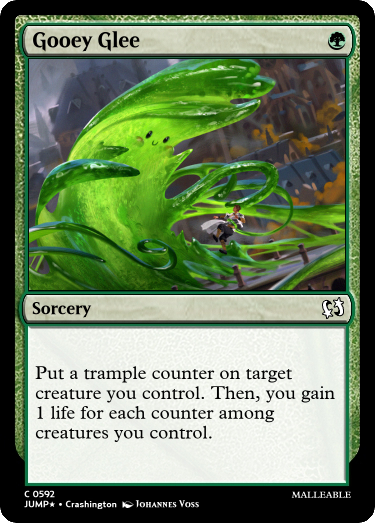 Gooey Glee
Sorcery
Put a trample counter on target
creature you control. Then, you gain
1 life for each counter among
creatures you control.
C 0592
JUMP★ • Crashington Johannes Voss
MALLEABLE